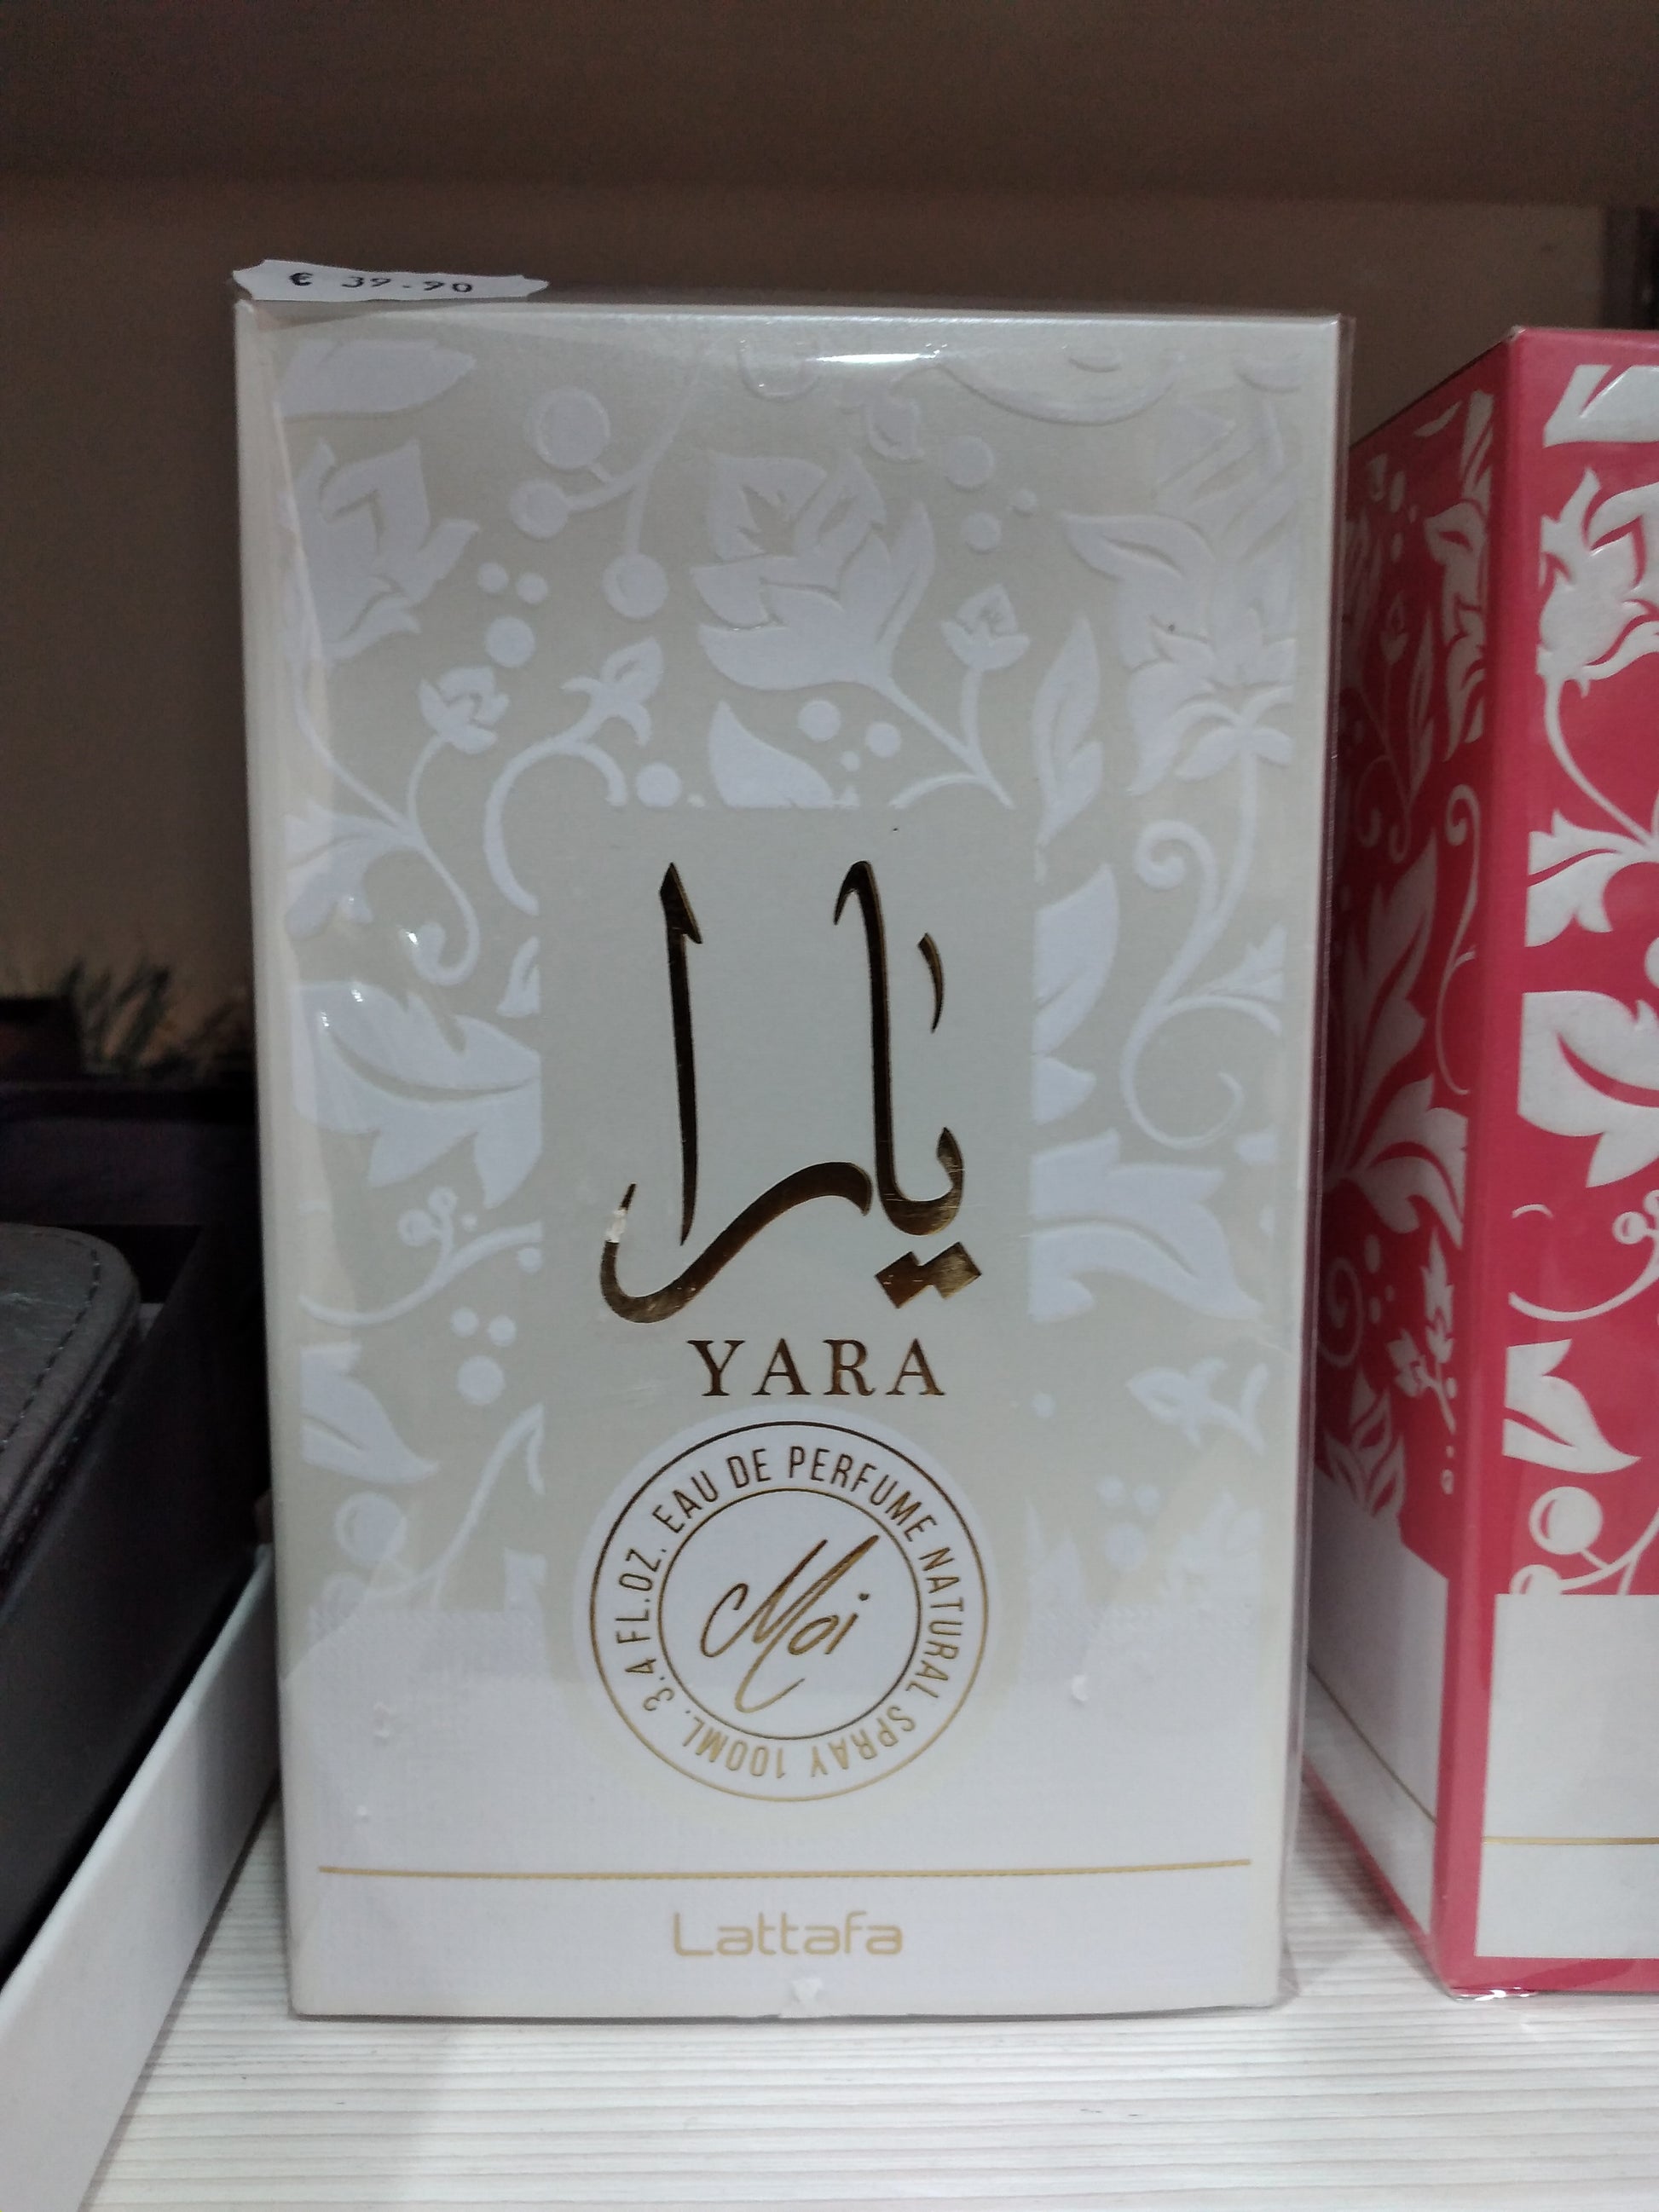 € 39.90
يارا
YARA
EAU DE PERFUME NATURAL SPRAY 100ML. 3.4 FL.OZ.
Moi
Lattafa